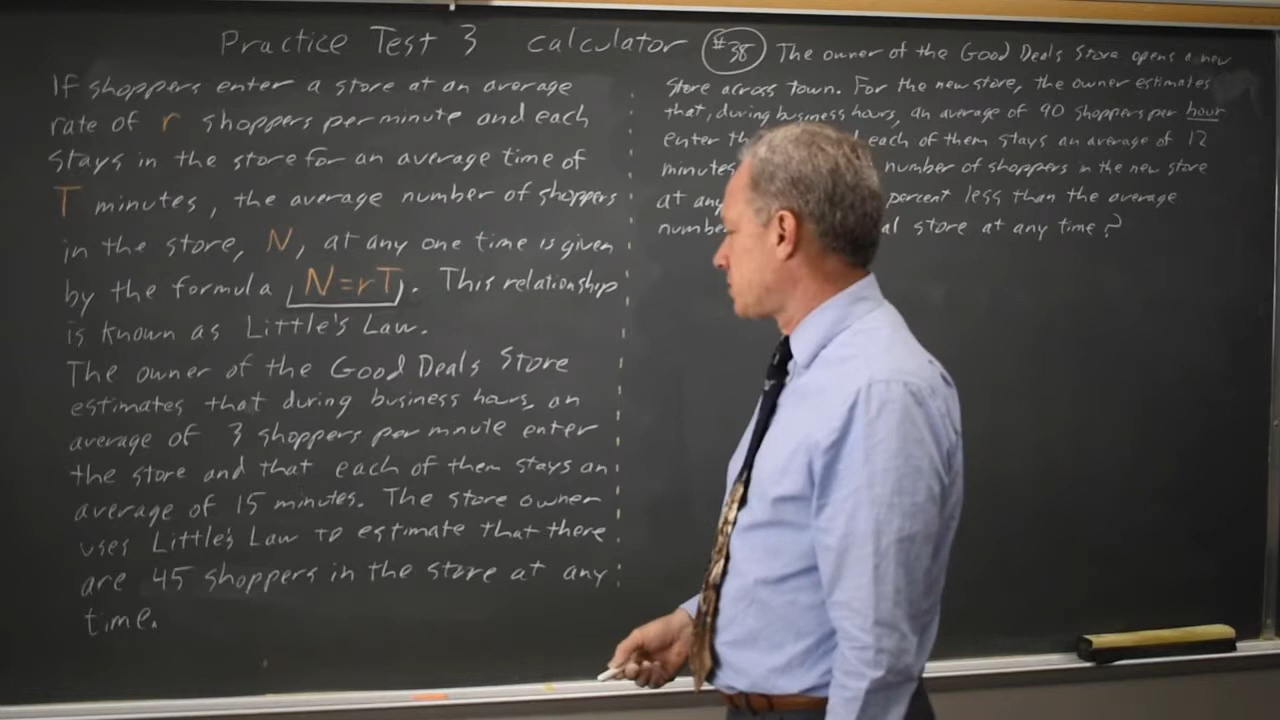 Practice Test 3 calculator
If shoppers enter a store at an average
rate of r shoppers per minute and each
stays in the store for an average time of
T minutes, the average number of shoppers
in the store, N, at any one time is given
by the formula N=rT. This relationship
is known as Little's Law.
The owner of the Good Deals Store
estimates that during business hours, an
average of 3 shoppers per minute enter
the store and that each of them stays an
average of 15 minutes. The store owner
uses Little's Law to estimate that there
are 45 shoppers in the store at any
time.
#38 The owner of the Good Deals Store opens a new
store across town. For the new store, the owner estimates
that, during business hours, an average of 90 shoppers per hour
enter each of them stays an average of 12
minutes number of shoppers in the new store
at any percent less than the average
store at any time?